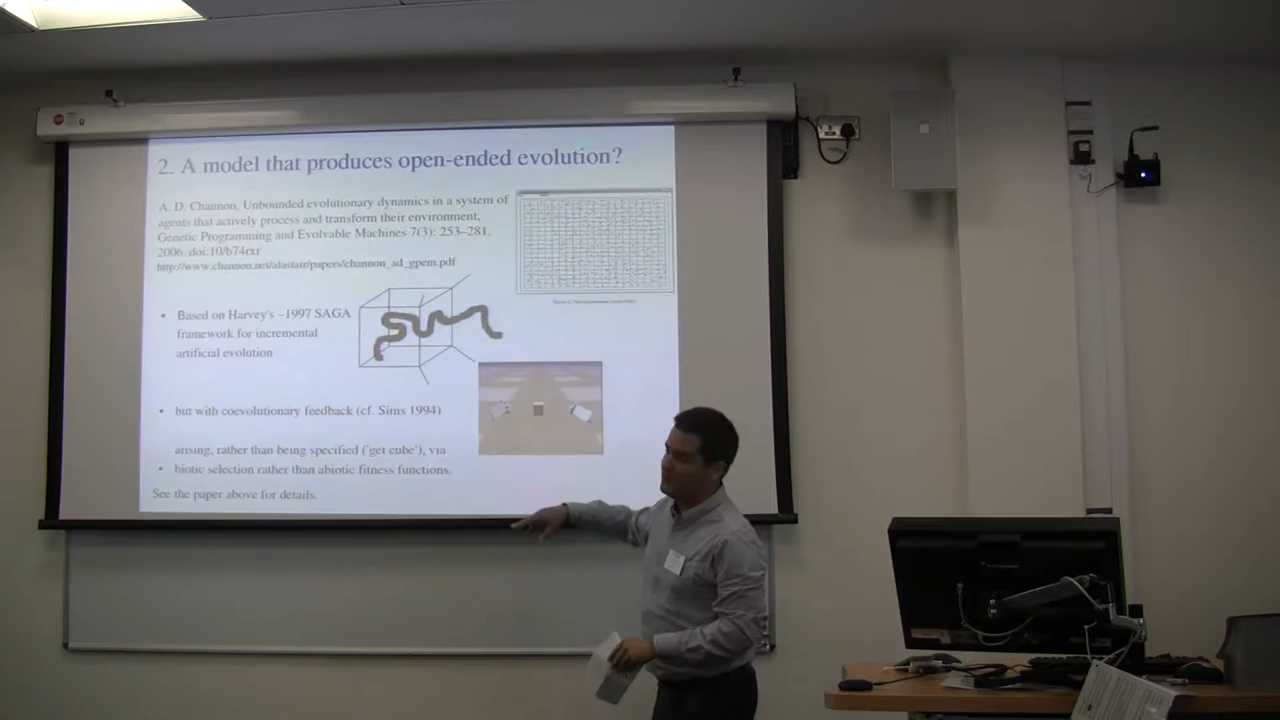 2. A model that produces open-ended evolution?
A. D. Channon, Unbounded evolutionary dynamics in a system of
agents that actively process and transform their environment,
Genetic Programming and Evolvable Machines 7(3): 253–281,
2006. doi:10/b74rxr
http://www.channon.net/alastair/papers/channon_ad_gpem.pdf
• Based on Harvey's ~1997 SAGA
framework for incremental
artificial evolution
• but with coevolutionary feedback (cf. Sims 1994)
arising, rather than being specified ('get cube'), via
• biotic selection rather than abiotic fitness functions.
See the paper above for details.